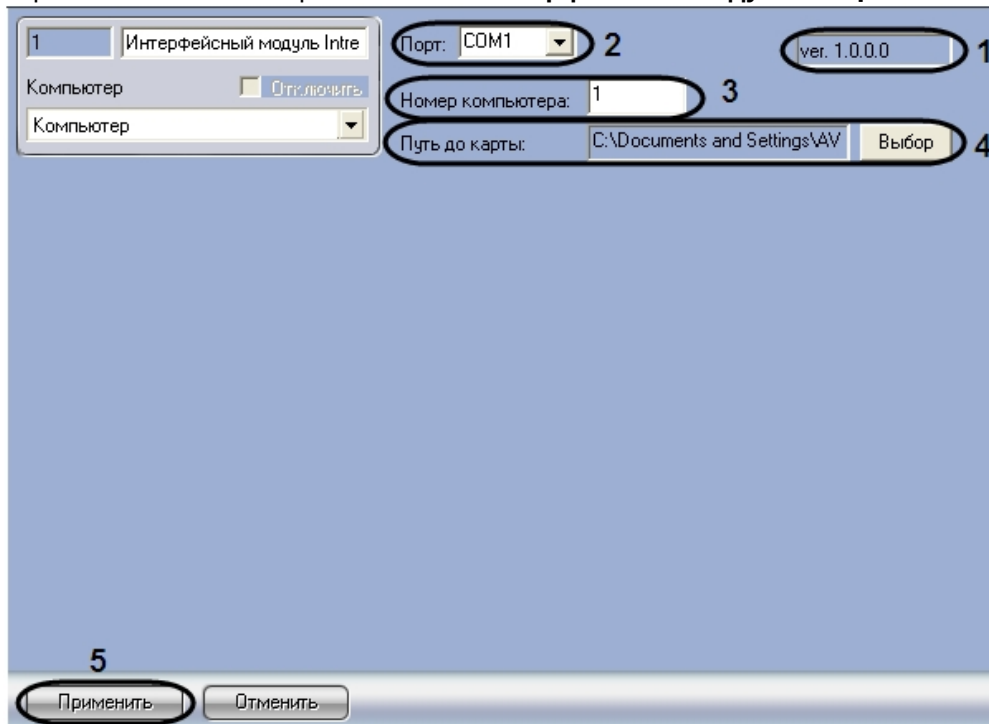 1 Интерфейсный модуль Intre
Порт: COM1 2
ver. 1.0.0.0 1
Компьютер Отключить
Номер компьютера: 1 3
Компьютер
Путь до карты: C:\Documents and Settings\AV Выбор 4
5
Применить Отменить